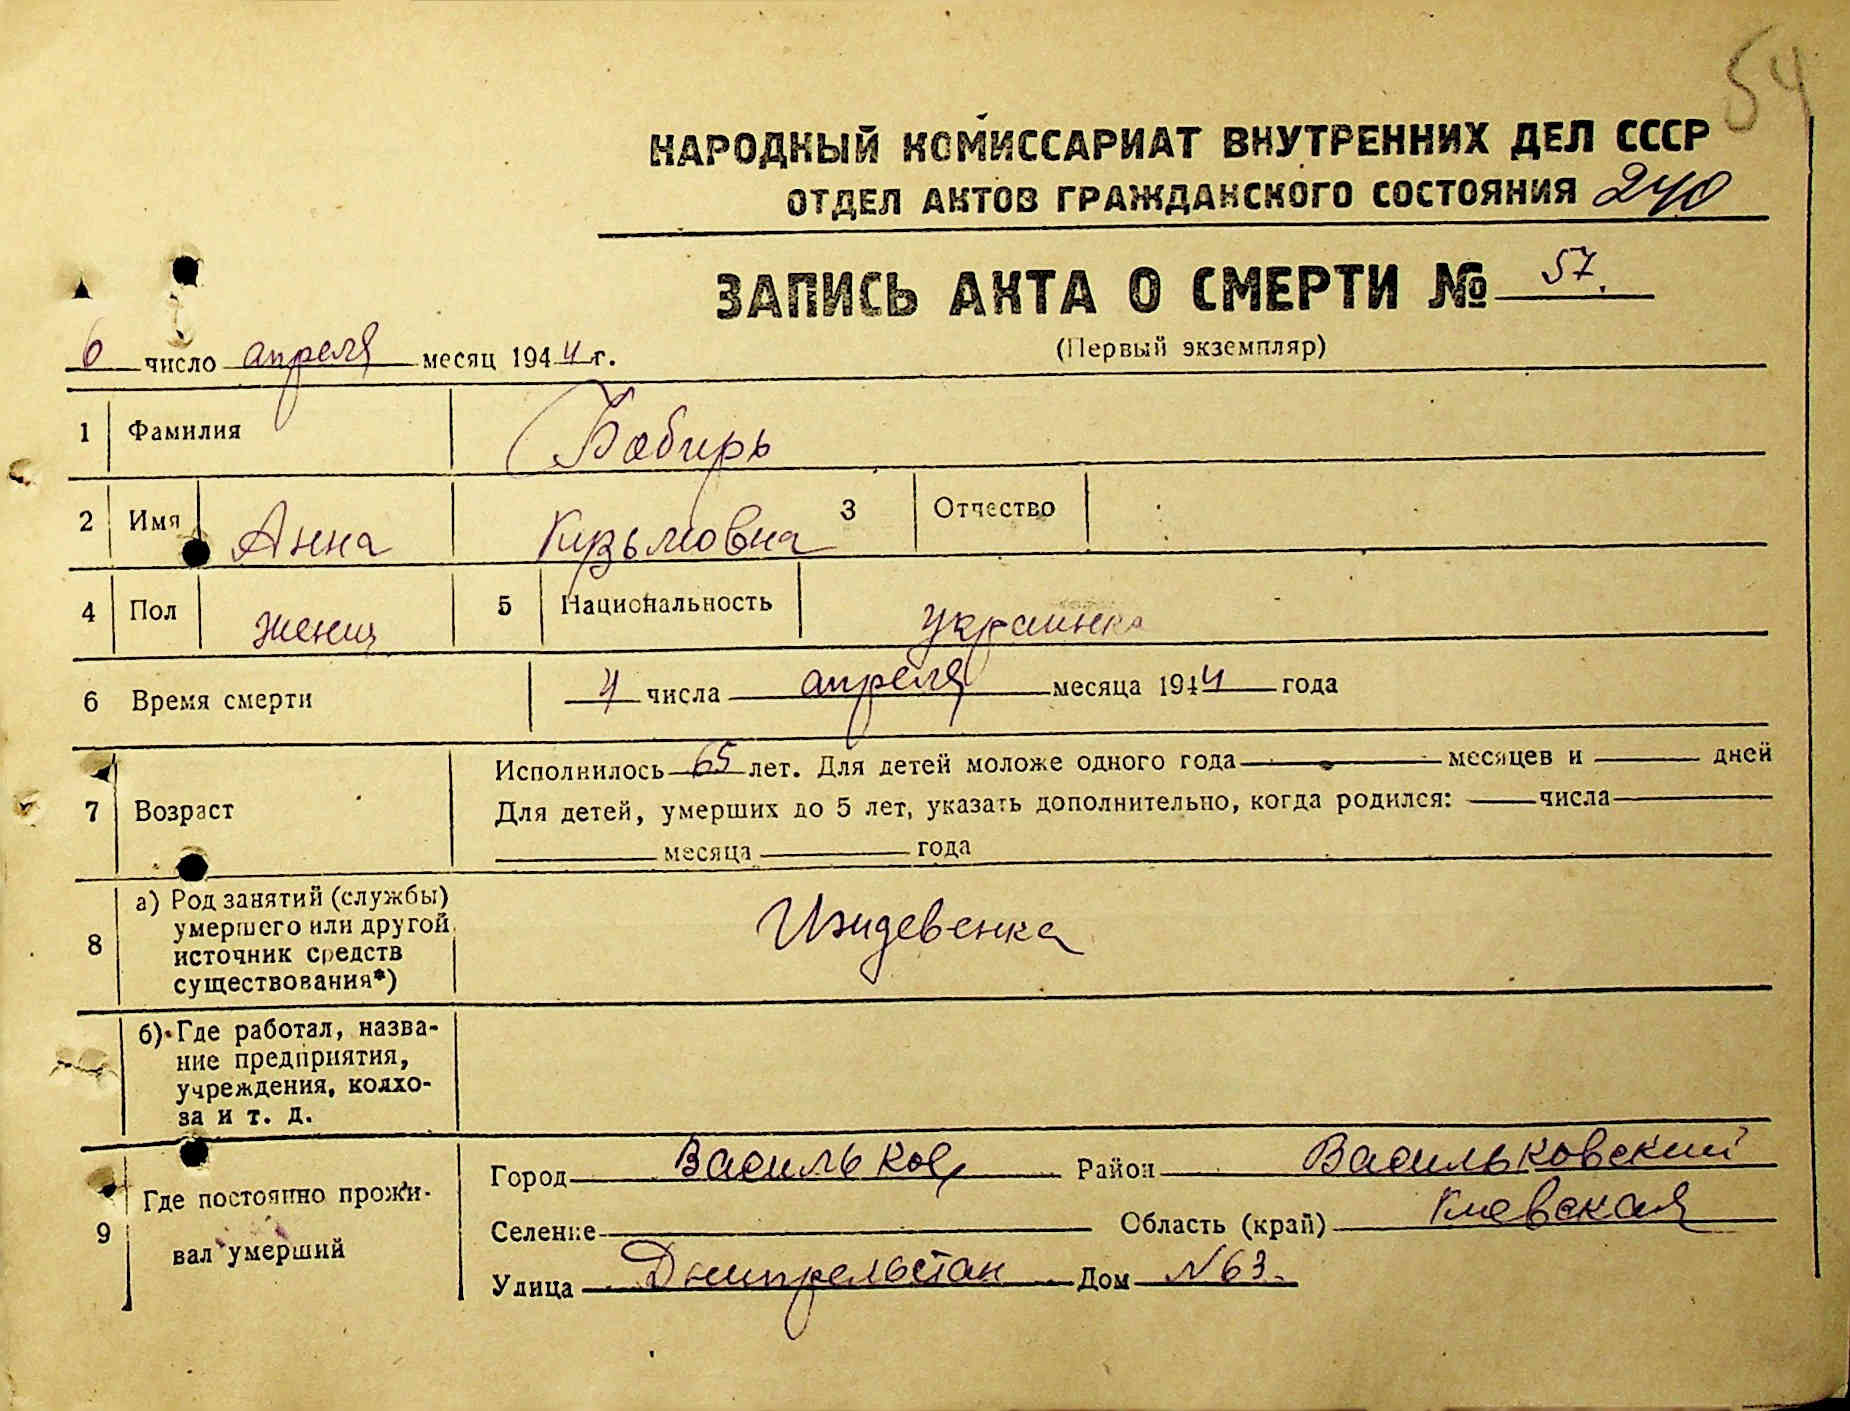 54
НАРОДНЫЙ КОМИССАРИАТ ВНУТРЕННИХ ДЕЛ СССР
ОТДЕЛ АКТОВ ГРАЖДАНСКОГО СОСТОЯНИЯ 240
ЗАПИСЬ АКТА О СМЕРТИ № 57.
(Первый экземпляр)
6 число апреля месяц 1944 г.
1 Фамилия Бабирь
2 Имя Анна Кузьмовна 3 Отчество
4 Пол женщ 5 Национальность украинка
6 Время смерти 4 числа апреля месяца 1944 года
7 Возраст
Исполнилось 65 лет. Для детей моложе одного года месяцев и дней
Для детей, умерших до 5 лет, указать дополнительно, когда родился: числа
месяца года
8 а) Род занятий (службы)
умершего или другой
источник средств
существования*)
Иждевенка
б) Где работал, назва-
ние предприятия,
учреждения, колхо-
за и т. д.
9 Где постоянно прожи-
вал умерший
Город Васильков Район Васильковский
Селение Область (край) Киевская
Улица Днипрельстан Дом №63.